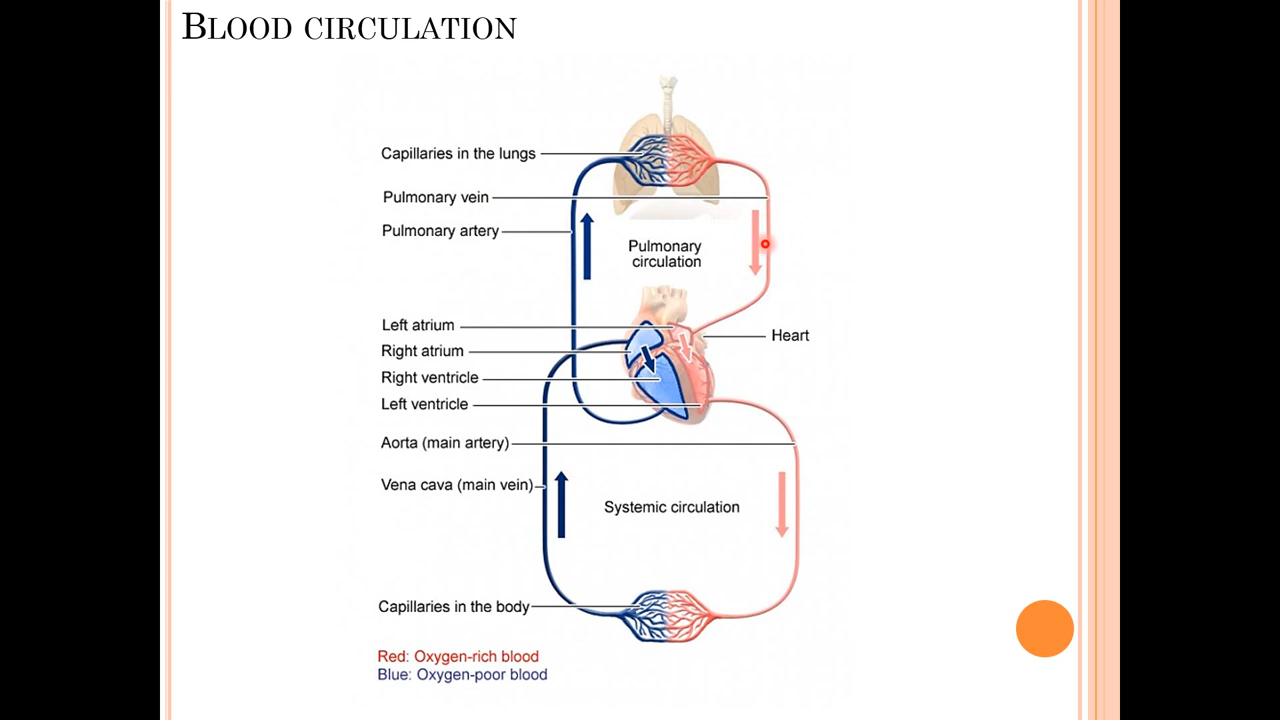 BLOOD CIRCULATION
Capillaries in the lungs
Pulmonary vein
Pulmonary artery
Pulmonary
circulation
Left atrium
Heart
Right atrium
Right ventricle
Left ventricle
Aorta (main artery)
Vena cava (main vein)
Systemic circulation
Capillaries in the body
Red: Oxygen-rich blood
Blue: Oxygen-poor blood